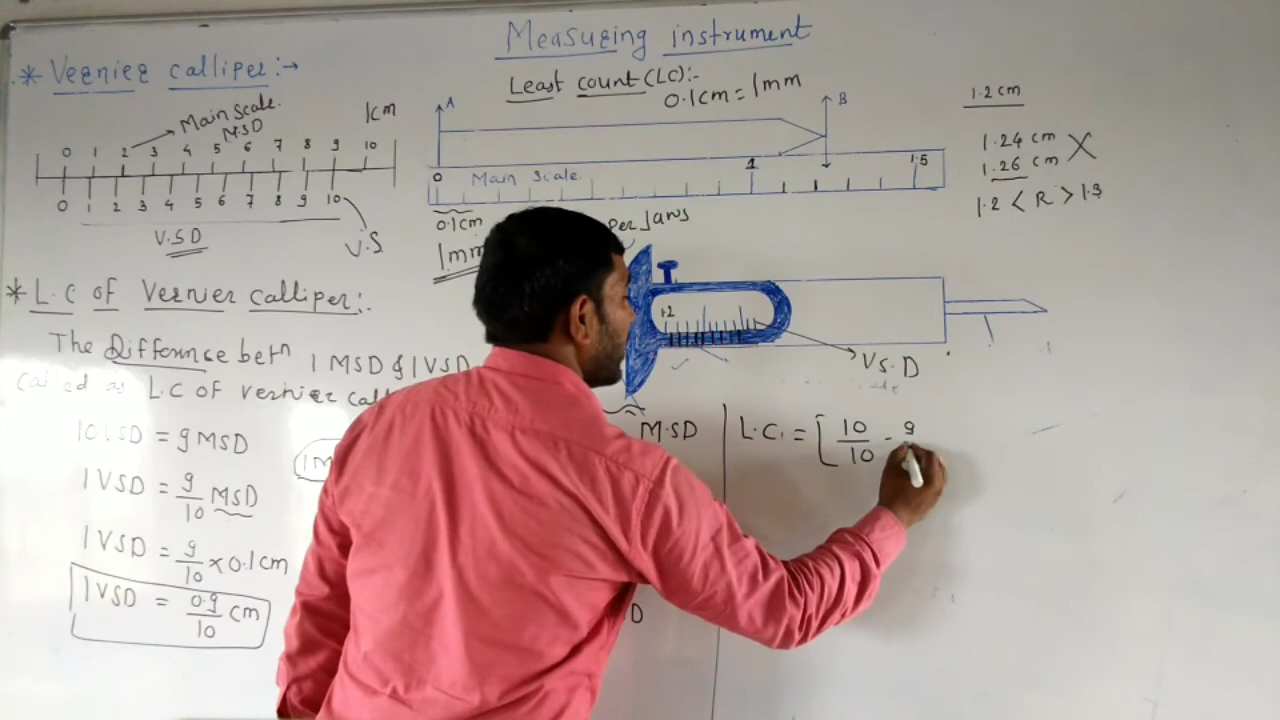 Measuring instrument
* Vernier calliper:→
Least count (LC):-
0.1cm = 1mm
Main scale.
M.S.D
1cm
0 1 2 3 4 5 6 7 8 9 10
0 1 2 3 4 5 6 7 8 9 10
V.S.D
V.S
A
B
0 Main Scale. 1 1.5
0.1cm
1mm
per Jaws
1.2 cm
1.24 cm
1.26 cm
1.2 < R > 1.3
1.2
V.S.D
* L.C of Vernier calliper:.
The Difference betn 1 MSD & 1 VSD
called as L.C of vernier
10 VSD = 9 MSD
1 VSD = 9/10 MSD
1 VSD = 9/10 × 0.1cm
1 VSD = 0.9/10 cm
M.SD
L.C. = [ 10/10 - 9